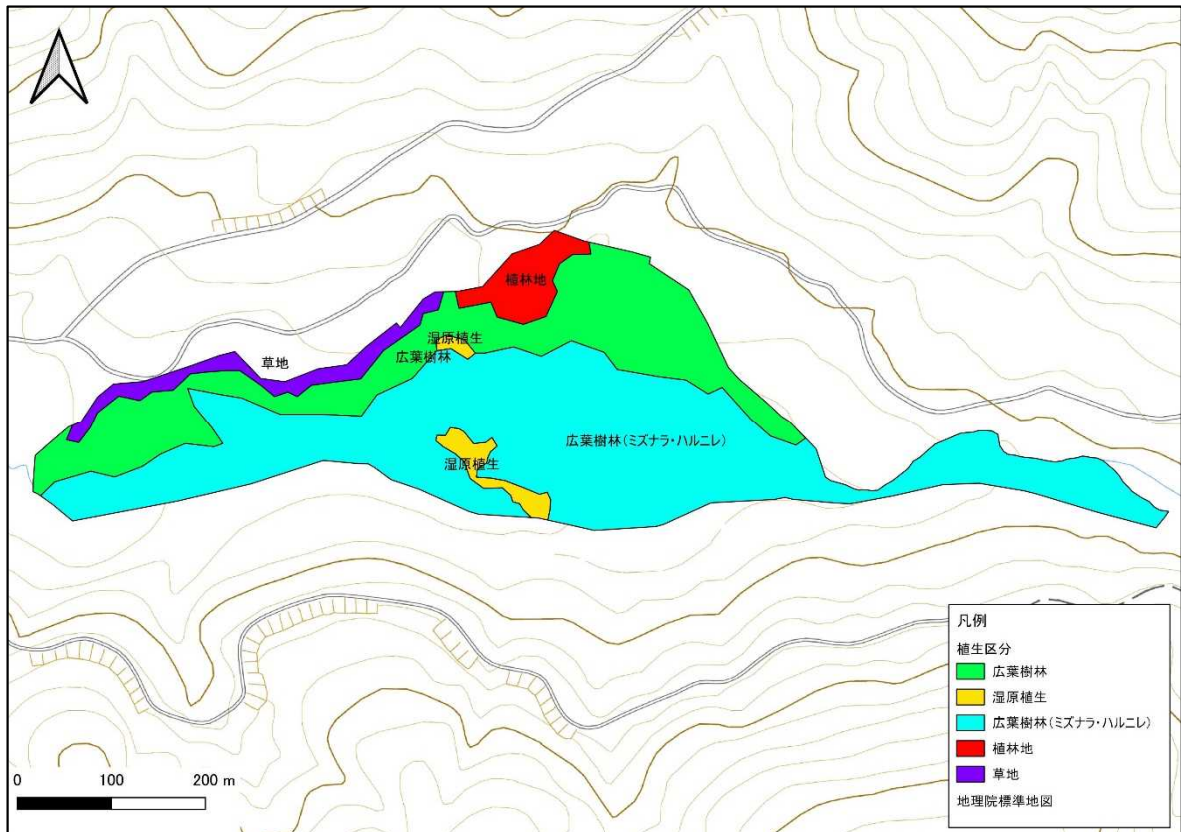 植林地
湿原植生
広葉樹林
草地
広葉樹林(ミズナラ・ハルニレ)
湿原植生
凡例
植生区分
広葉樹林
湿原植生
広葉樹林(ミズナラ・ハルニレ)
植林地
草地
地理院標準地図
0 100 200 m